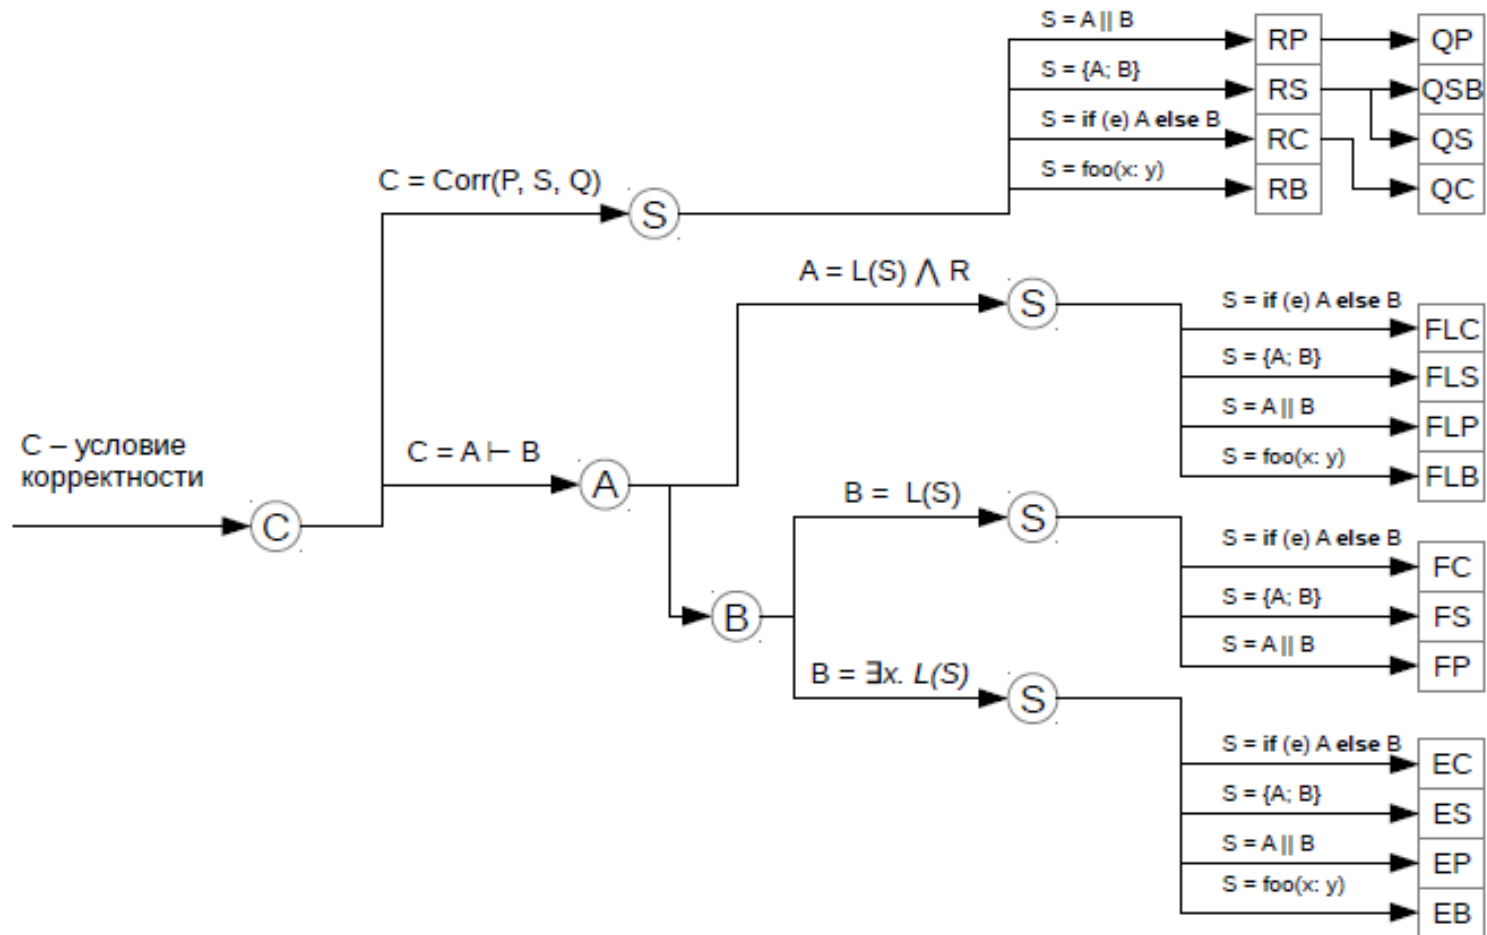 S = A || B
RP
QP
S = {A; B}
RS
QSB
S = if (e) A else B
RC
QS
S = foo(x: y)
RB
QC
C = Corr(P, S, Q)
S
A = L(S) ⋀ R
S
S = if (e) A else B
FLC
S = {A; B}
FLS
S = A || B
FLP
S = foo(x: y)
FLB
C – условие
корректности
C
C = A ⊢ B
A
B = L(S)
S
S = if (e) A else B
FC
S = {A; B}
FS
S = A || B
FP
B
B = ∃x. L(S)
S
S = if (e) A else B
EC
S = {A; B}
ES
S = A || B
EP
S = foo(x: y)
EB